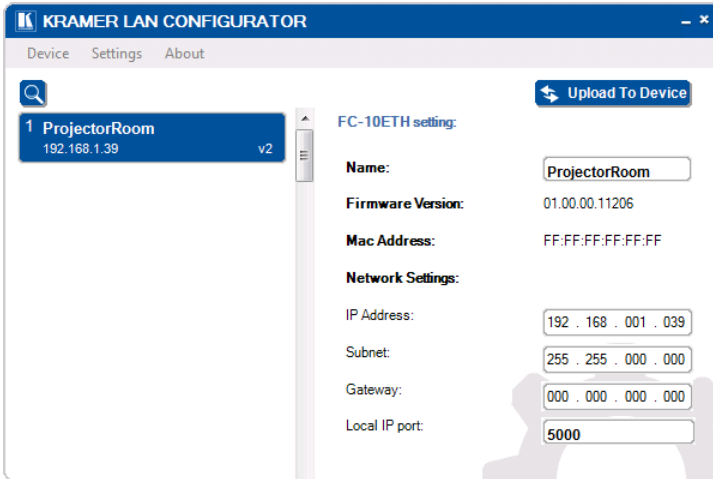 KRAMER LAN CONFIGURATOR
Device Settings About
Upload To Device
1 ProjectorRoom
192.168.1.39 v2
FC-10ETH setting:
Name: ProjectorRoom
Firmware Version: 01.00.00.11206
Mac Address: FF:FF:FF:FF:FF:FF
Network Settings:
IP Address: 192 . 168 . 001 . 039
Subnet: 255 . 255 . 000 . 000
Gateway: 000 . 000 . 000 . 000
Local IP port: 5000